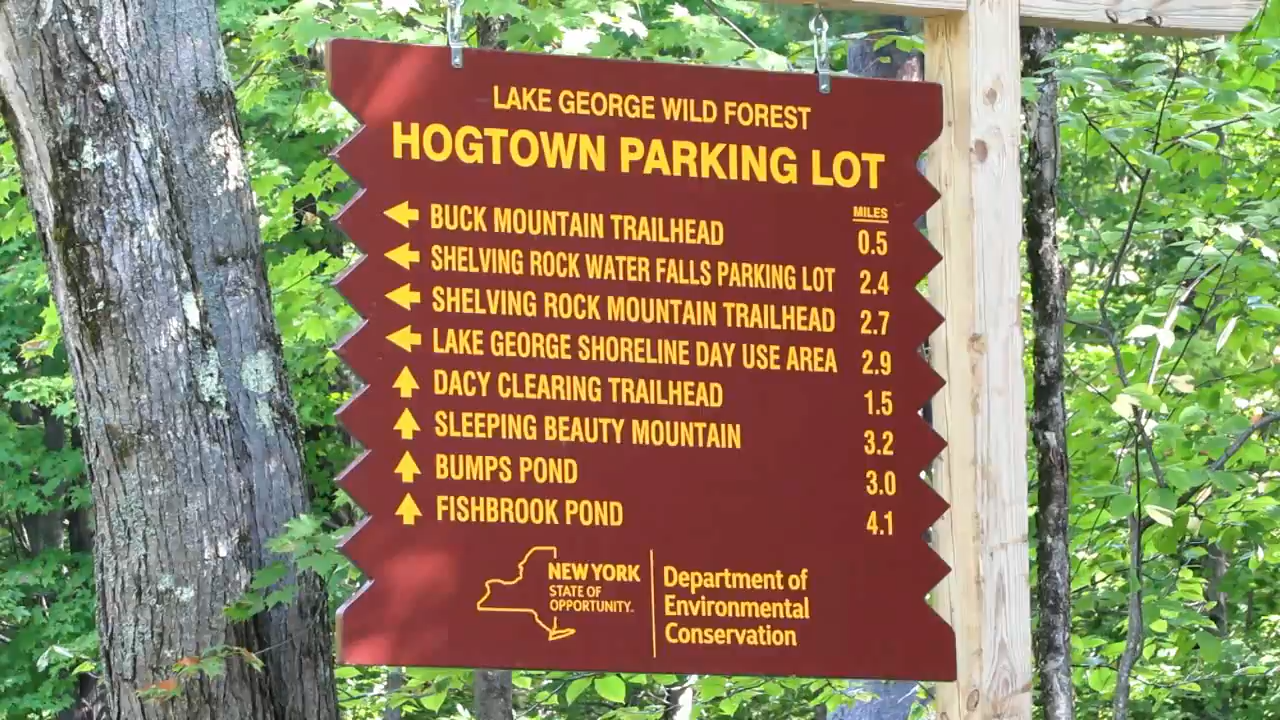 LAKE GEORGE WILD FOREST
HOGTOWN PARKING LOT
MILES
BUCK MOUNTAIN TRAILHEAD 0.5
SHELVING ROCK WATER FALLS PARKING LOT 2.4
SHELVING ROCK MOUNTAIN TRAILHEAD 2.7
LAKE GEORGE SHORELINE DAY USE AREA 2.9
DACY CLEARING TRAILHEAD 1.5
SLEEPING BEAUTY MOUNTAIN 3.2
BUMPS POND 3.0
FISHBROOK POND 4.1
NEW YORK
STATE OF
OPPORTUNITY.
Department of
Environmental
Conservation